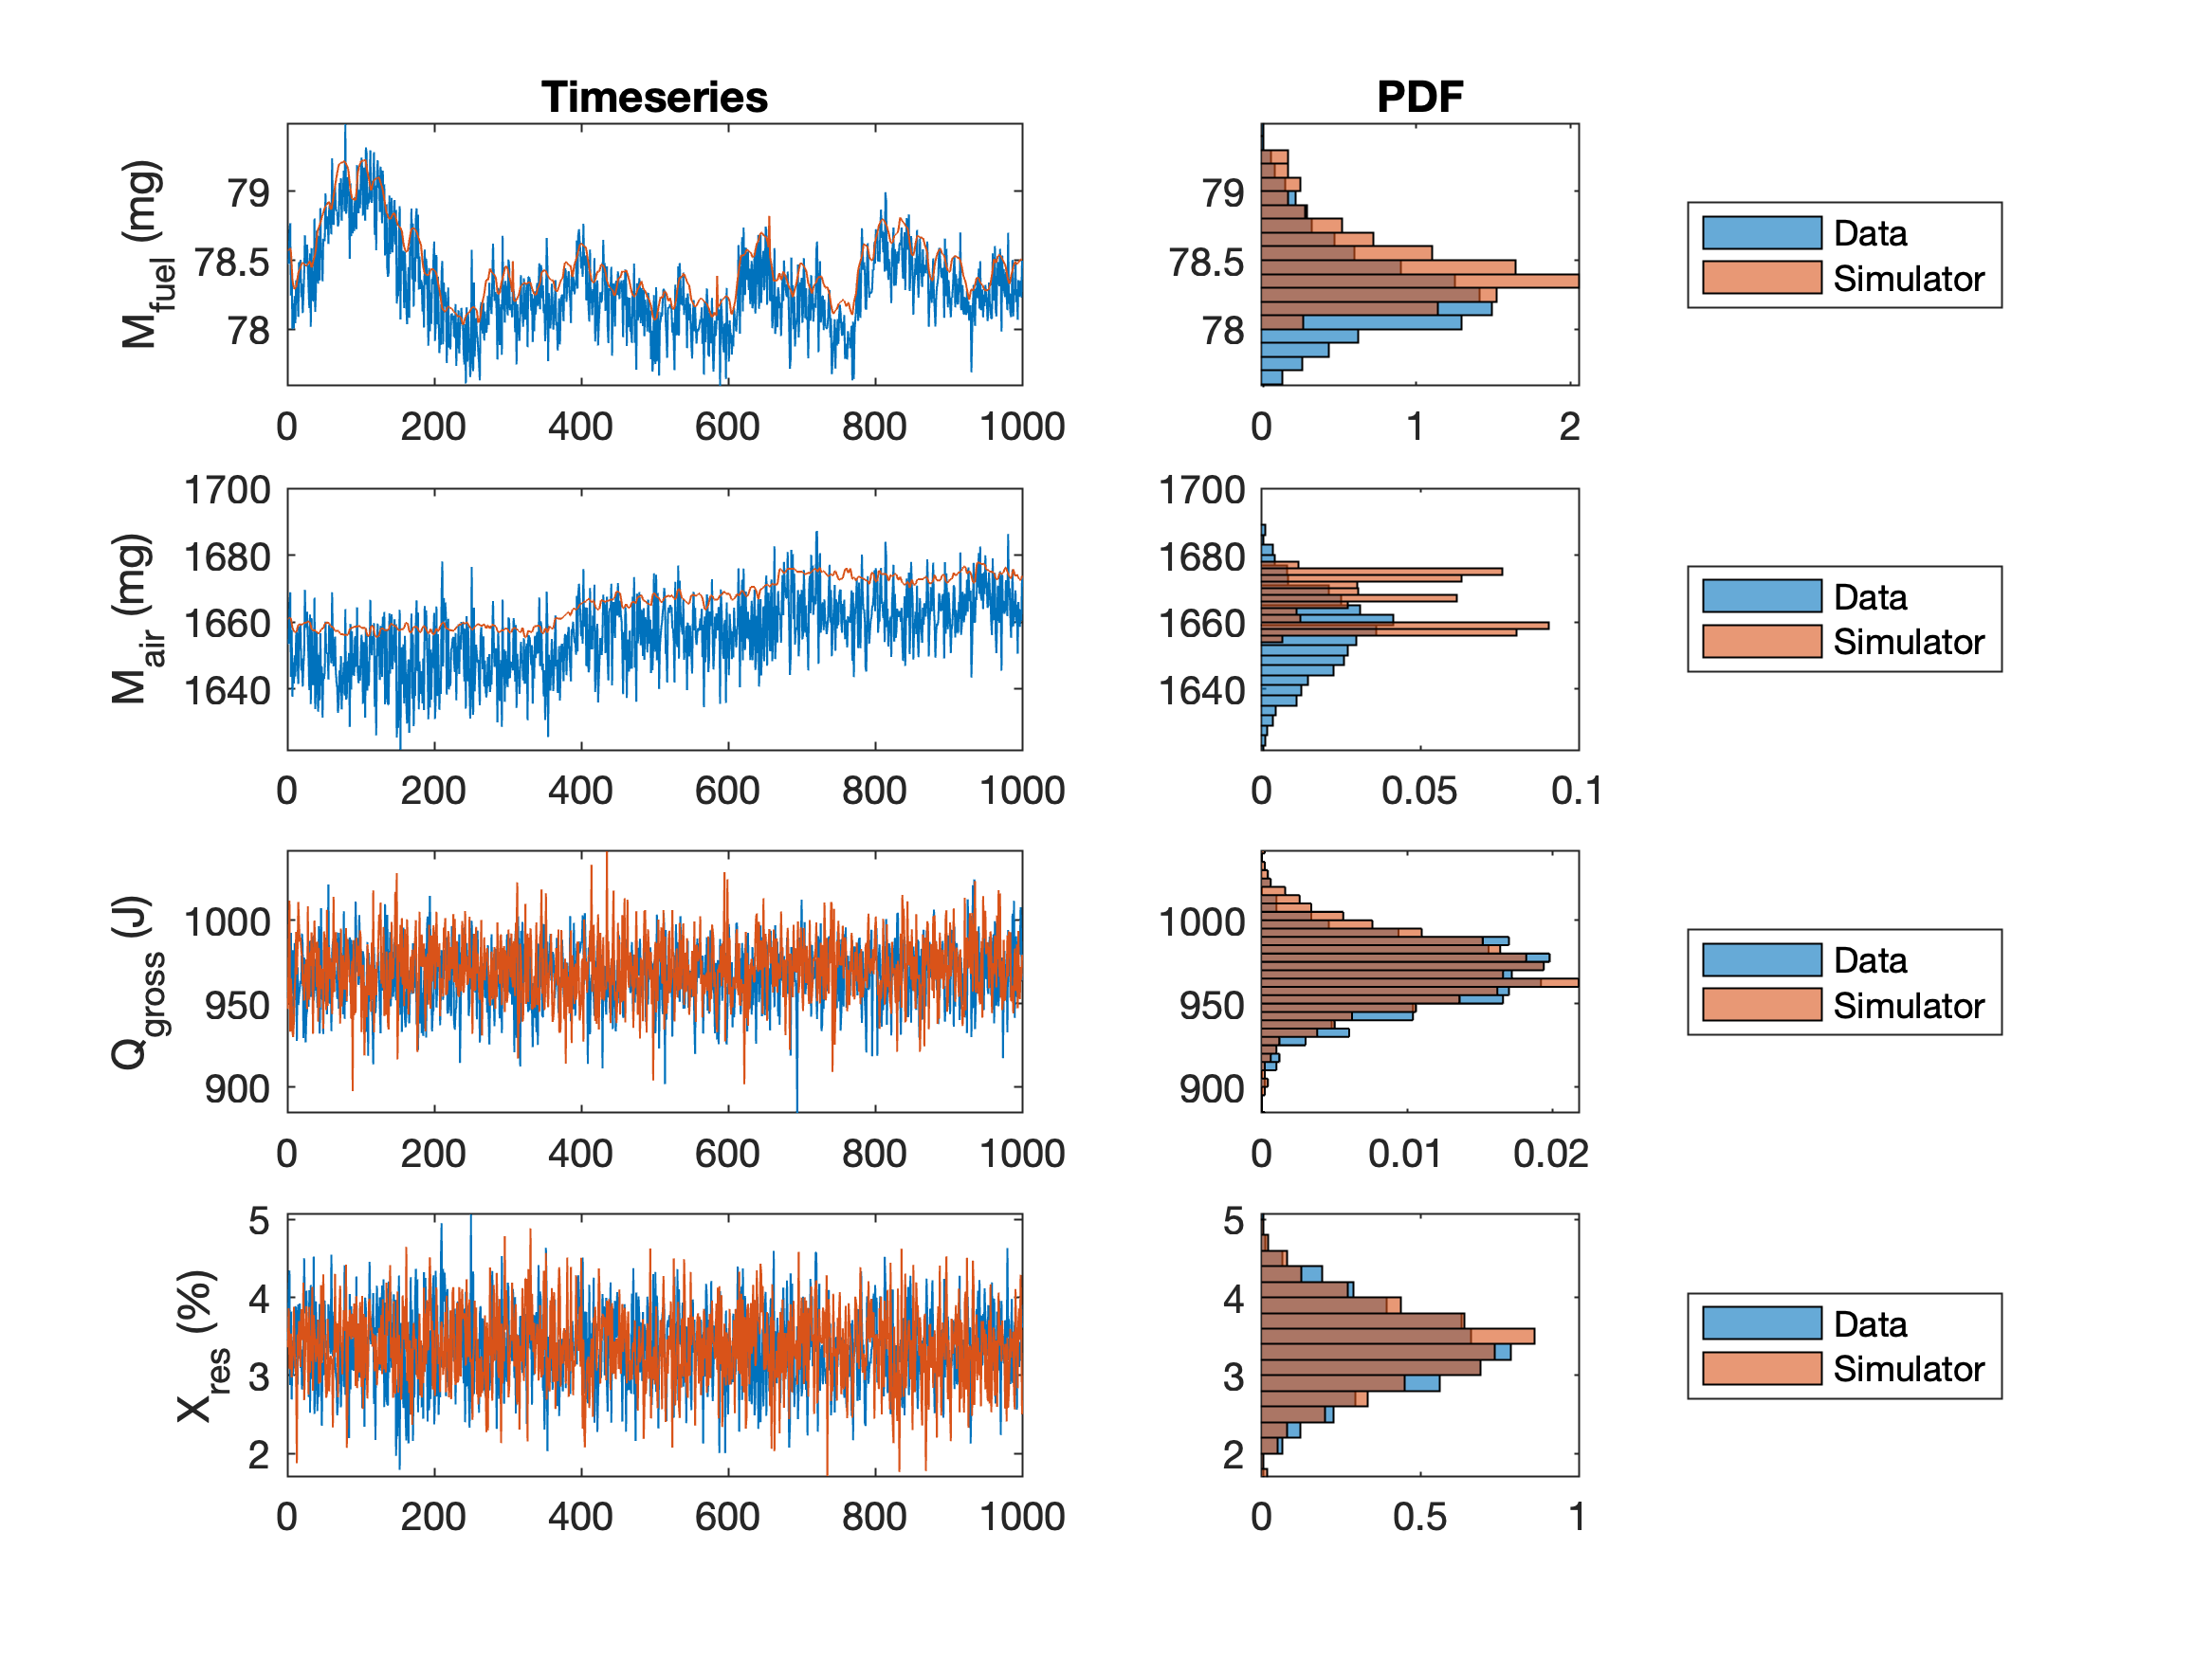 Timeseries PDF
M_fuel (mg)
79
78.5
78
0 200 400 600 800 1000
79
78.5
78
0 1 2
Data
Simulator
M_air (mg)
1700
1680
1660
1640
0 200 400 600 800 1000
1700
1680
1660
1640
0 0.05 0.1
Data
Simulator
Q_gross (J)
1000
950
900
0 200 400 600 800 1000
1000
950
900
0 0.01 0.02
Data
Simulator
X_res (%)
5
4
3
2
0 200 400 600 800 1000
5
4
3
2
0 0.5 1
Data
Simulator